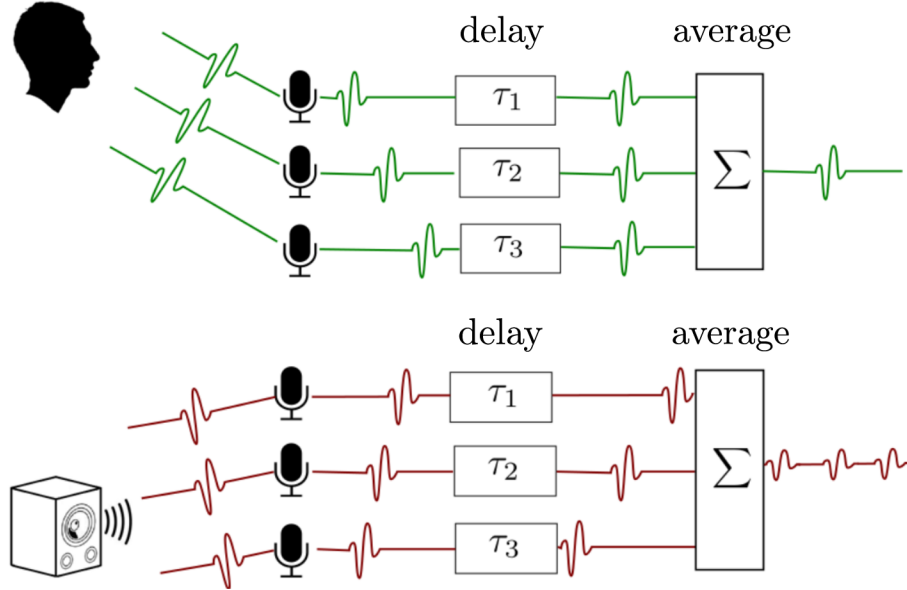 delay average
τ₁
τ₂ ∑
τ₃
delay average
τ₁
τ₂ ∑
τ₃